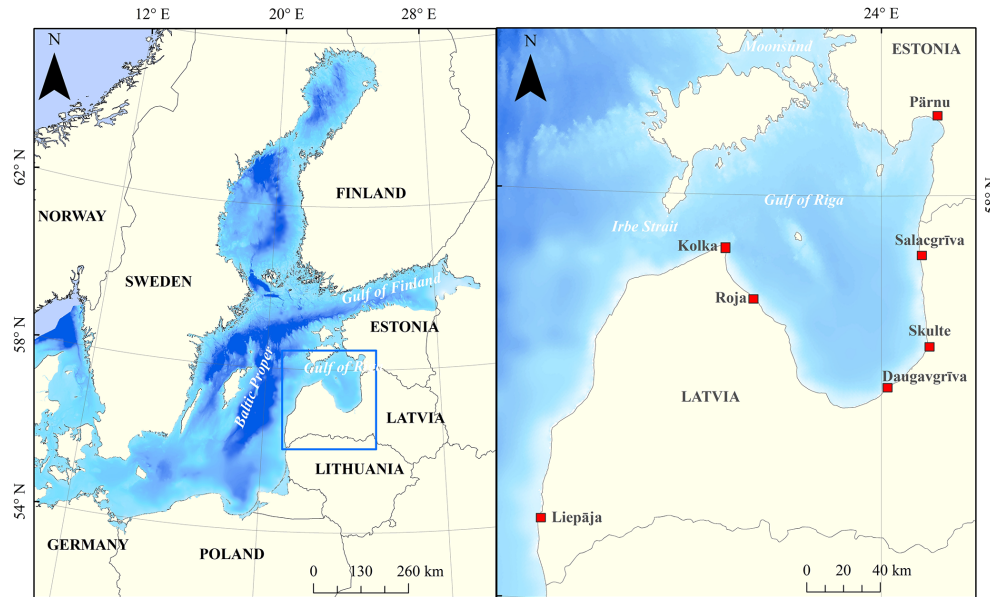 12° E
20° E
28° E
N
62° N
58° N
54° N
NORWAY
SWEDEN
FINLAND
Gulf of Finland
ESTONIA
Baltic Proper
Gulf of R
LATVIA
LITHUANIA
GERMANY
POLAND
0 130 260 km
24° E
N
Moonsund
ESTONIA
Pärnu
58° N
Gulf of Riga
Irbe Strait
Kolka
Salacgrīva
Roja
Skulte
Daugavgrīva
LATVIA
Liepāja
0 20 40 km